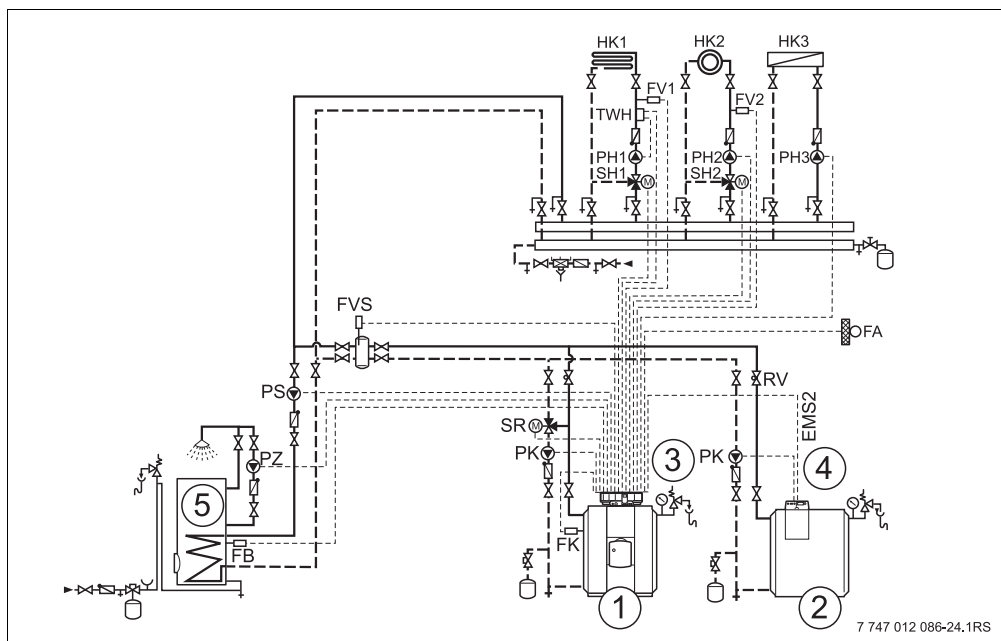 HK1 HK2 HK3
FV1 FV2
TWH
PH1 PH2 PH3
SH1 SH2
M M
FVS
FA
PS
RV
EMS2
SR M
PZ
PK PK
3 4
5
FB
FK
1 2
7 747 012 086-24.1RS